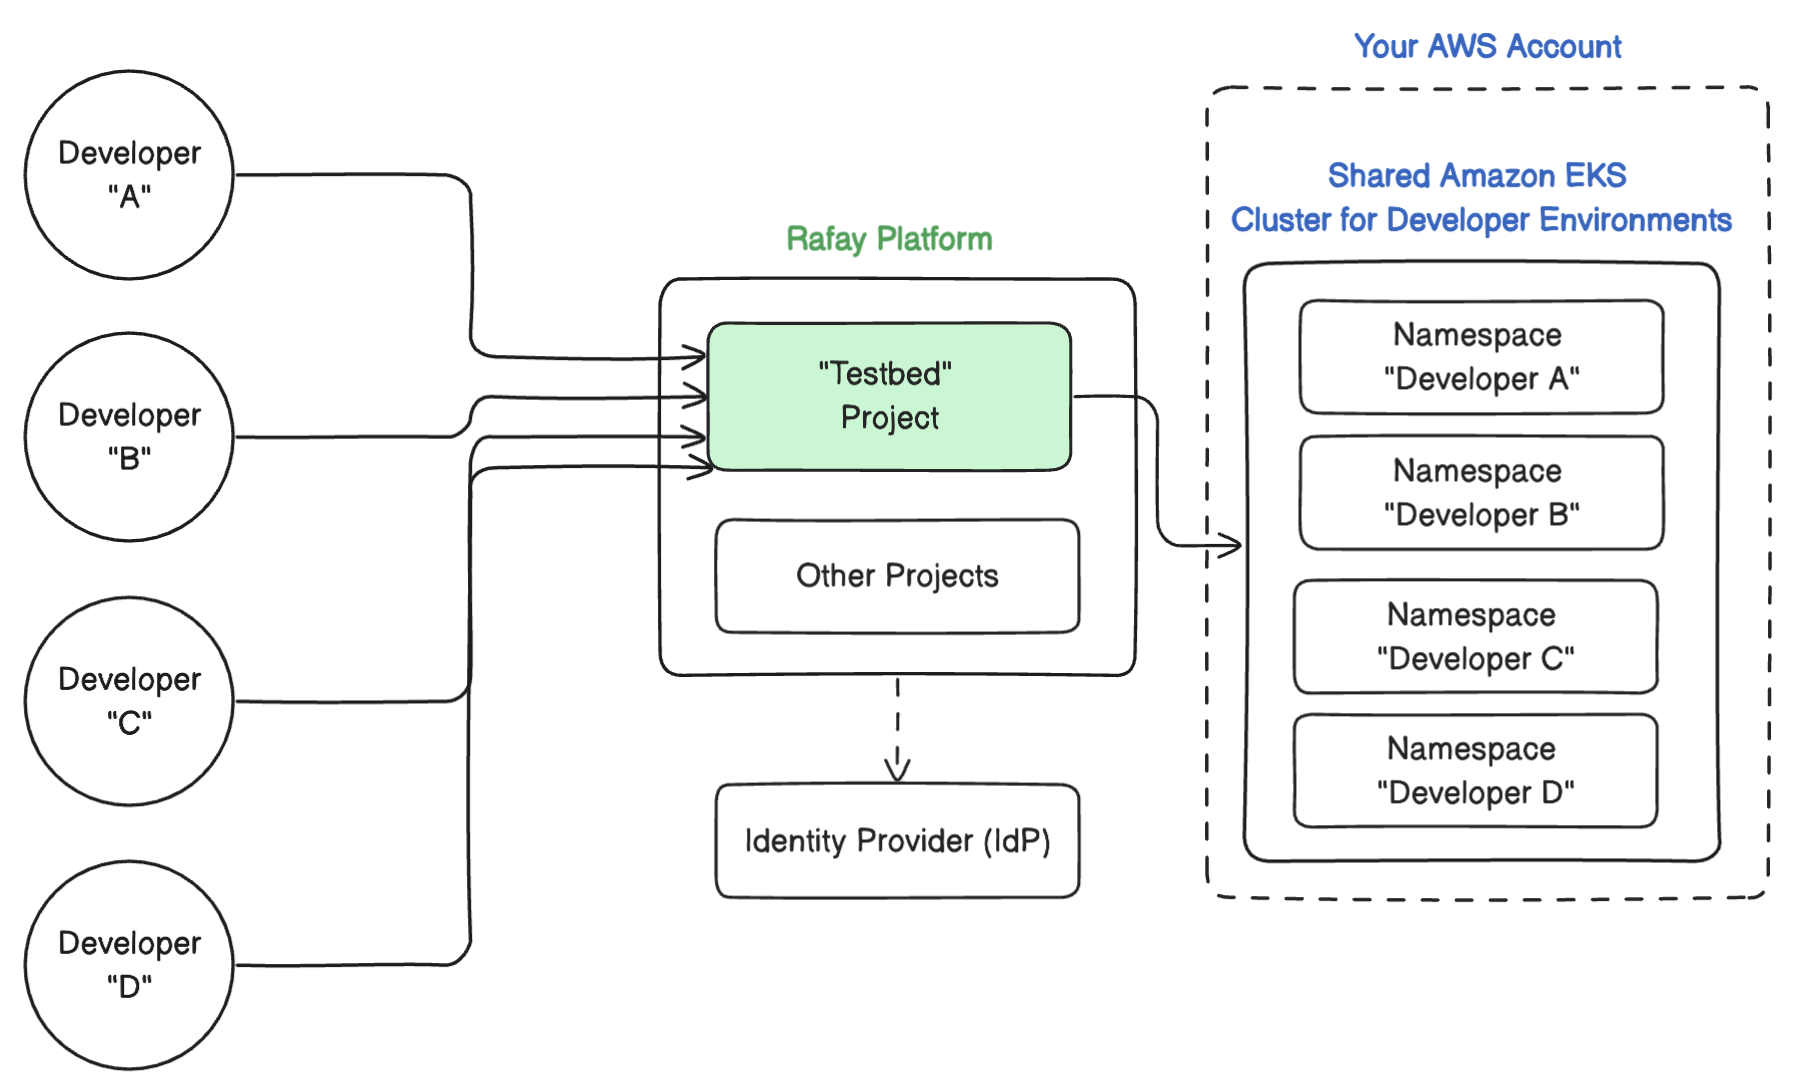 Your AWS Account
Developer
"A"
Shared Amazon EKS
Cluster for Developer Environments
Rafay Platform
Namespace
"Developer A"
"Testbed"
Project
Developer
"B"
Namespace
"Developer B"
Other Projects
Namespace
"Developer C"
Developer
"C"
Namespace
"Developer D"
Identity Provider (IdP)
Developer
"D"